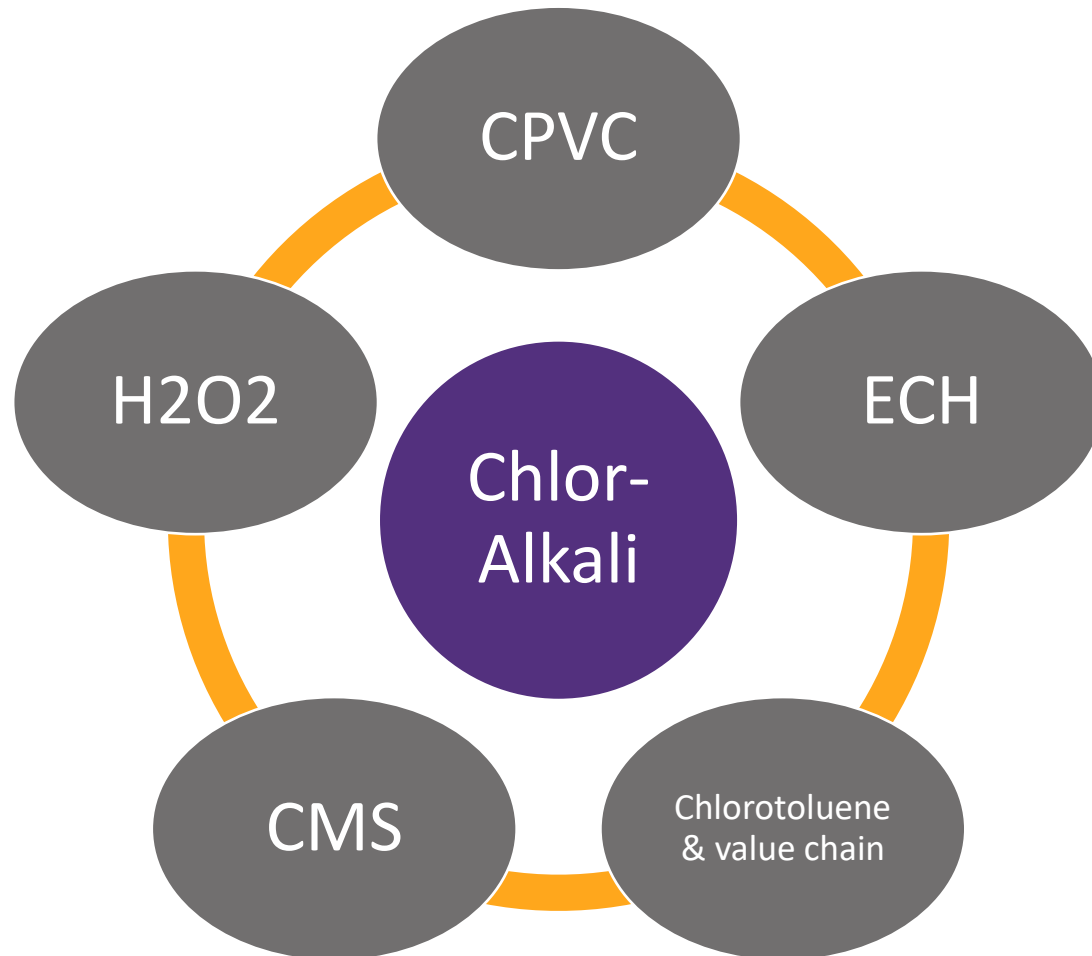 CPVC
H2O2
ECH
Chlor-
Alkali
CMS
Chlorotoluene
& value chain